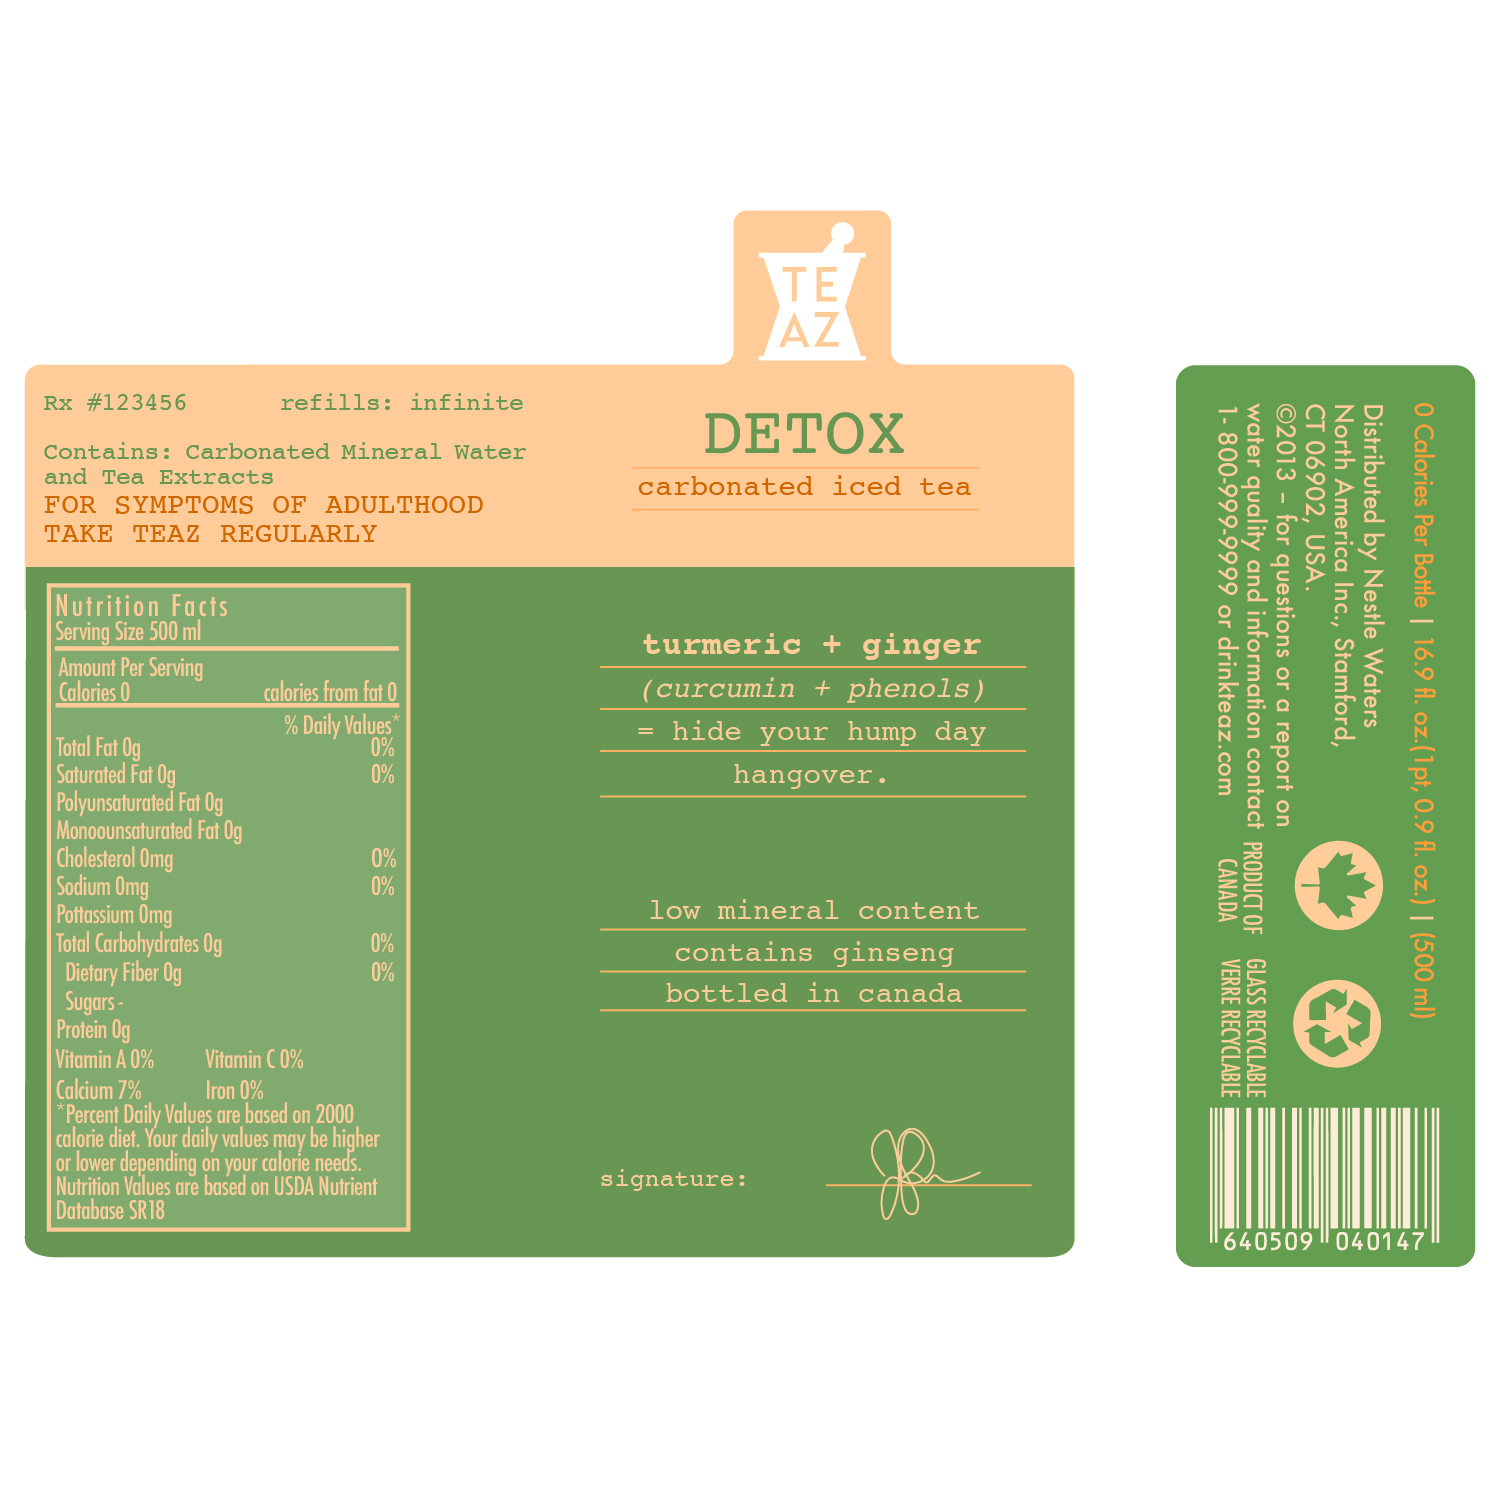 TE
AZ
Rx #123456 refills: infinite
Contains: Carbonated Mineral Water
and Tea Extracts
FOR SYMPTOMS OF ADULTHOOD
TAKE TEAZ REGULARLY
DETOX
carbonated iced tea
Nutrition Facts
Serving Size 500 ml
Amount Per Serving
Calories 0 calories from fat 0
% Daily Values*
Total Fat 0g 0%
Saturated Fat 0g 0%
Polyunsaturated Fat 0g
Monoounsaturated Fat 0g
Cholesterol 0mg 0%
Sodium 0mg 0%
Pottassium 0mg
Total Carbohydrates 0g 0%
Dietary Fiber 0g 0%
Sugars -
Protein 0g
Vitamin A 0% Vitamin C 0%
Calcium 7% Iron 0%
*Percent Daily Values are based on 2000
calorie diet. Your daily values may be higher
or lower depending on your calorie needs.
Nutrition Values are based on USDA Nutrient
Database SR18
turmeric + ginger
(curcumin + phenols)
= hide your hump day
hangover.
low mineral content
contains ginseng
bottled in canada
signature:
0 Calories Per Bottle | 16.9 fl. oz.(1pt, 0.9 fl. oz.) | (500 ml)
Distributed by Nestle Waters
North America Inc., Stamford,
CT 06902, USA.
©2013 - for questions or a report on
water quality and information contact
1- 800-999-9999 or drinkteaz.com
PRODUCT OF
CANADA
GLASS RECYCLABLE
VERRE RECYCLABLE
640509 040147